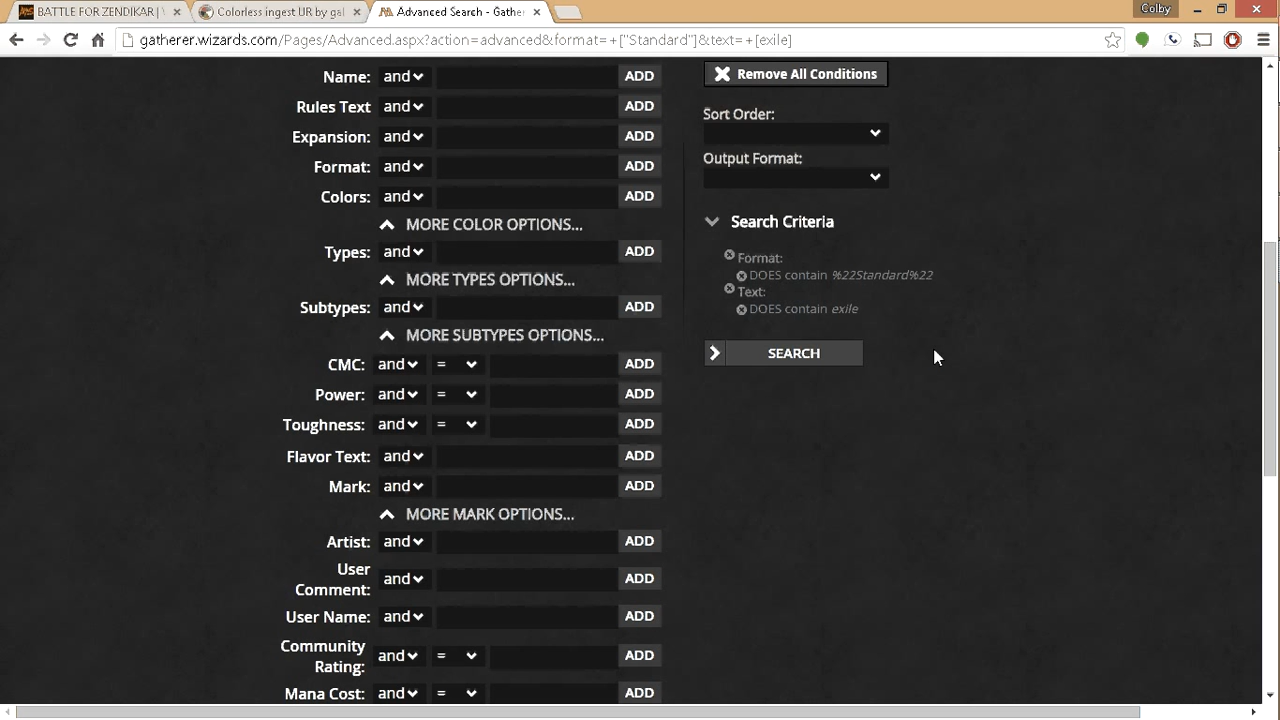 BATTLE FOR ZENDIKAR |
Colorless ingest UR by gal
Advanced Search - Gather
Colby
gatherer.wizards.com/Pages/Advanced.aspx?action=advanced&format=+["Standard"]&text=+[exile]
Name: and ADD
Rules Text and ADD
Expansion: and ADD
Format: and ADD
Colors: and ADD
MORE COLOR OPTIONS...
Types: and ADD
MORE TYPES OPTIONS...
Subtypes: and ADD
MORE SUBTYPES OPTIONS...
CMC: and = ADD
Power: and = ADD
Toughness: and = ADD
Flavor Text: and ADD
Mark: and ADD
MORE MARK OPTIONS...
Artist: and ADD
User
Comment: and ADD
User Name: and ADD
Community
Rating: and = ADD
Mana Cost: and = ADD
Remove All Conditions
Sort Order:
Output Format:
Search Criteria
Format:
DOES contain %22Standard%22
Text:
DOES contain exile
SEARCH